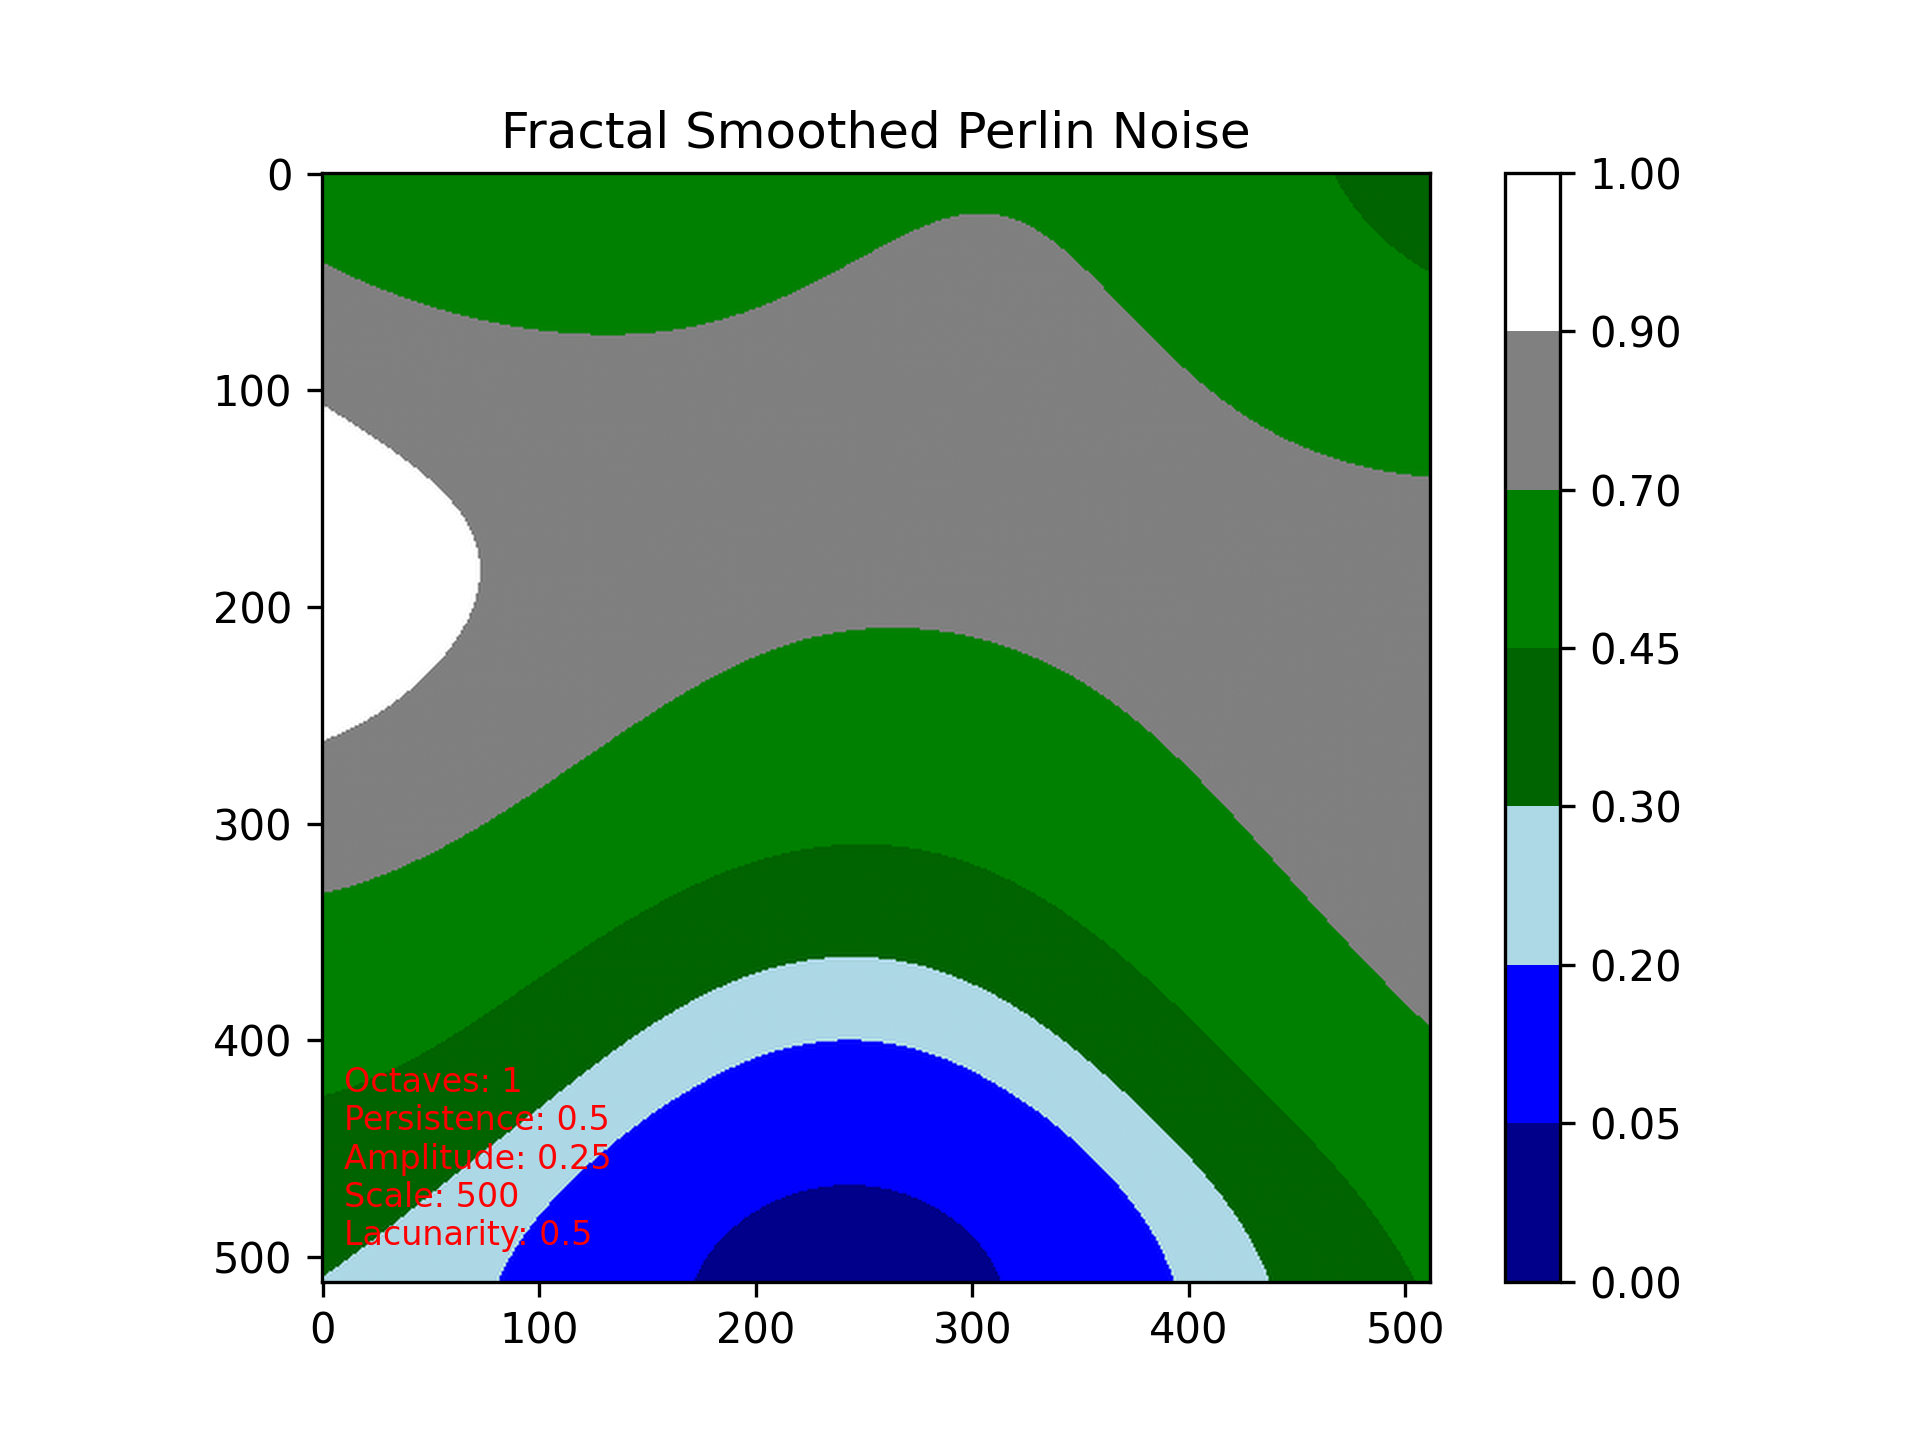 Fractal Smoothed Perlin Noise
0
100
200
300
400
500
0 100 200 300 400 500
Octaves: 1
Persistence: 0.5
Amplitude: 0.25
Scale: 500
Lacunarity: 0.5
1.00
0.90
0.70
0.45
0.30
0.20
0.05
0.00